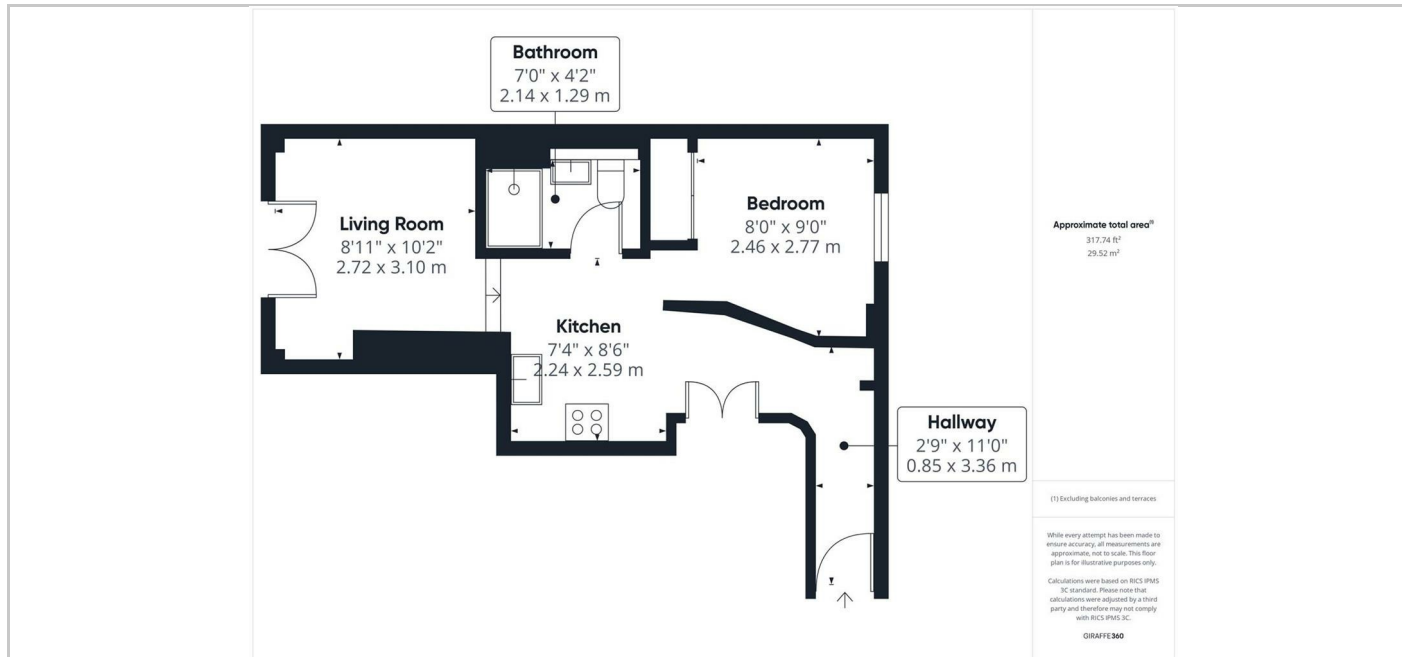 Bathroom
7'0" x 4'2"
2.14 x 1.29 m
Living Room
8'11" x 10'2"
2.72 x 3.10 m
Bedroom
8'0" x 9'0"
2.46 x 2.77 m
Kitchen
7'4" x 8'6"
2.24 x 2.59 m
Hallway
2'9" x 11'0"
0.85 x 3.36 m
Approximate total area⁽¹⁾
317.74 ft²
29.52 m²
(1) Excluding balconies and terraces
While every attempt has been made to
ensure accuracy, all measurements are
approximate, not to scale. This floor
plan is for illustrative purposes only.
Calculations were based on RICS IPMS
3C standard. Please note that
calculations were adjusted by a third
party and therefore may not comply
with RICS IPMS 3C.
GIRAFFE360